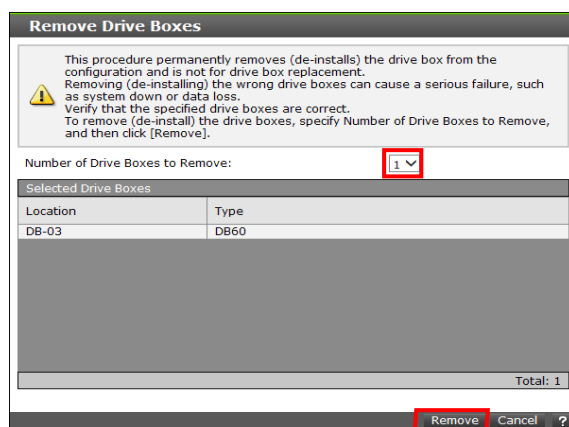 Remove Drive Boxes
This procedure permanently removes (de-installs) the drive box from the
configuration and is not for drive box replacement.
Removing (de-installing) the wrong drive boxes can cause a serious failure, such
as system down or data loss.
Verify that the specified drive boxes are correct.
To remove (de-install) the drive boxes, specify Number of Drive Boxes to Remove,
and then click [Remove].
Number of Drive Boxes to Remove: 1
Selected Drive Boxes
Location Type
DB-03 DB60
Total: 1
Remove Cancel ?